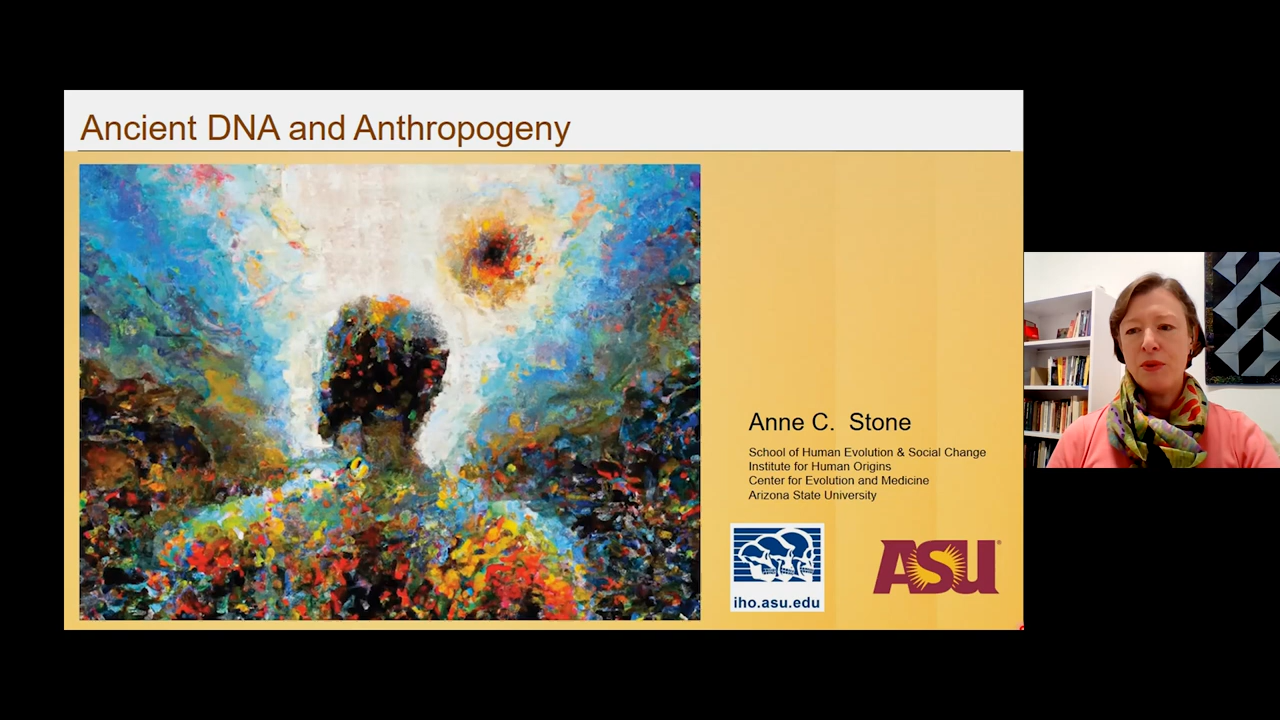 Ancient DNA and Anthropogeny
Anne C. Stone
School of Human Evolution & Social Change
Institute for Human Origins
Center for Evolution and Medicine
Arizona State University
iho.asu.edu
ASU